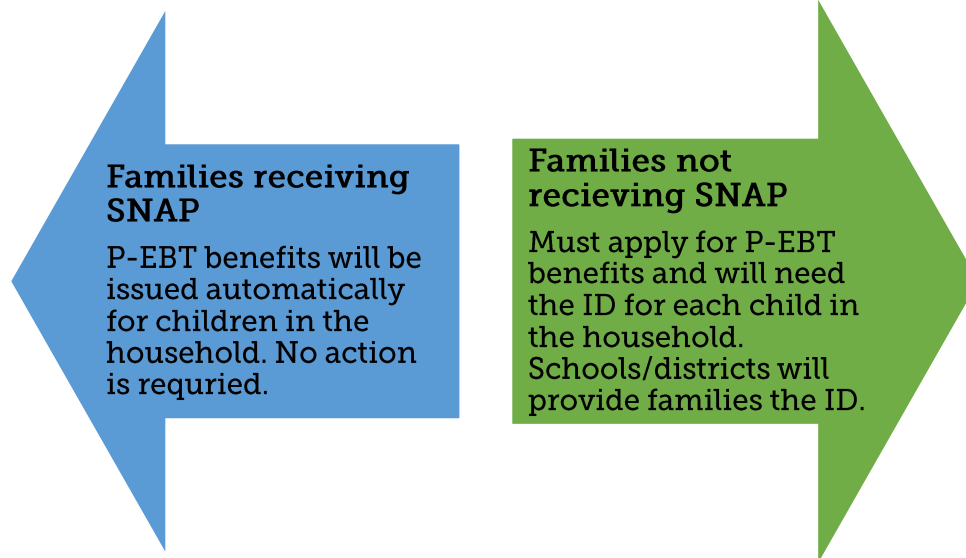 Families receiving
SNAP
P-EBT benefits will be
issued automatically
for children in the
household. No action
is requried.
Families not
recieving SNAP
Must apply for P-EBT
benefits and will need
the ID for each child in
the household.
Schools/districts will
provide families the ID.